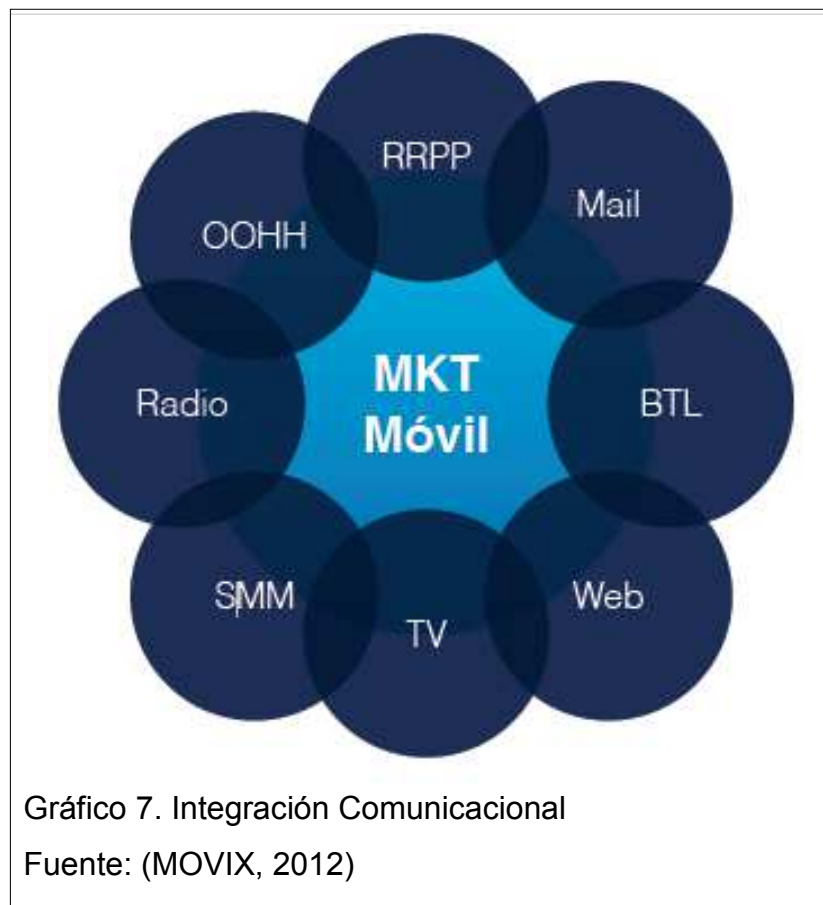 RRPP
Mail
OOHH
MKT
Móvil
Radio
BTL
SMM
Web
TV
Gráfico 7. Integración Comunicacional
Fuente: (MOVIX, 2012)